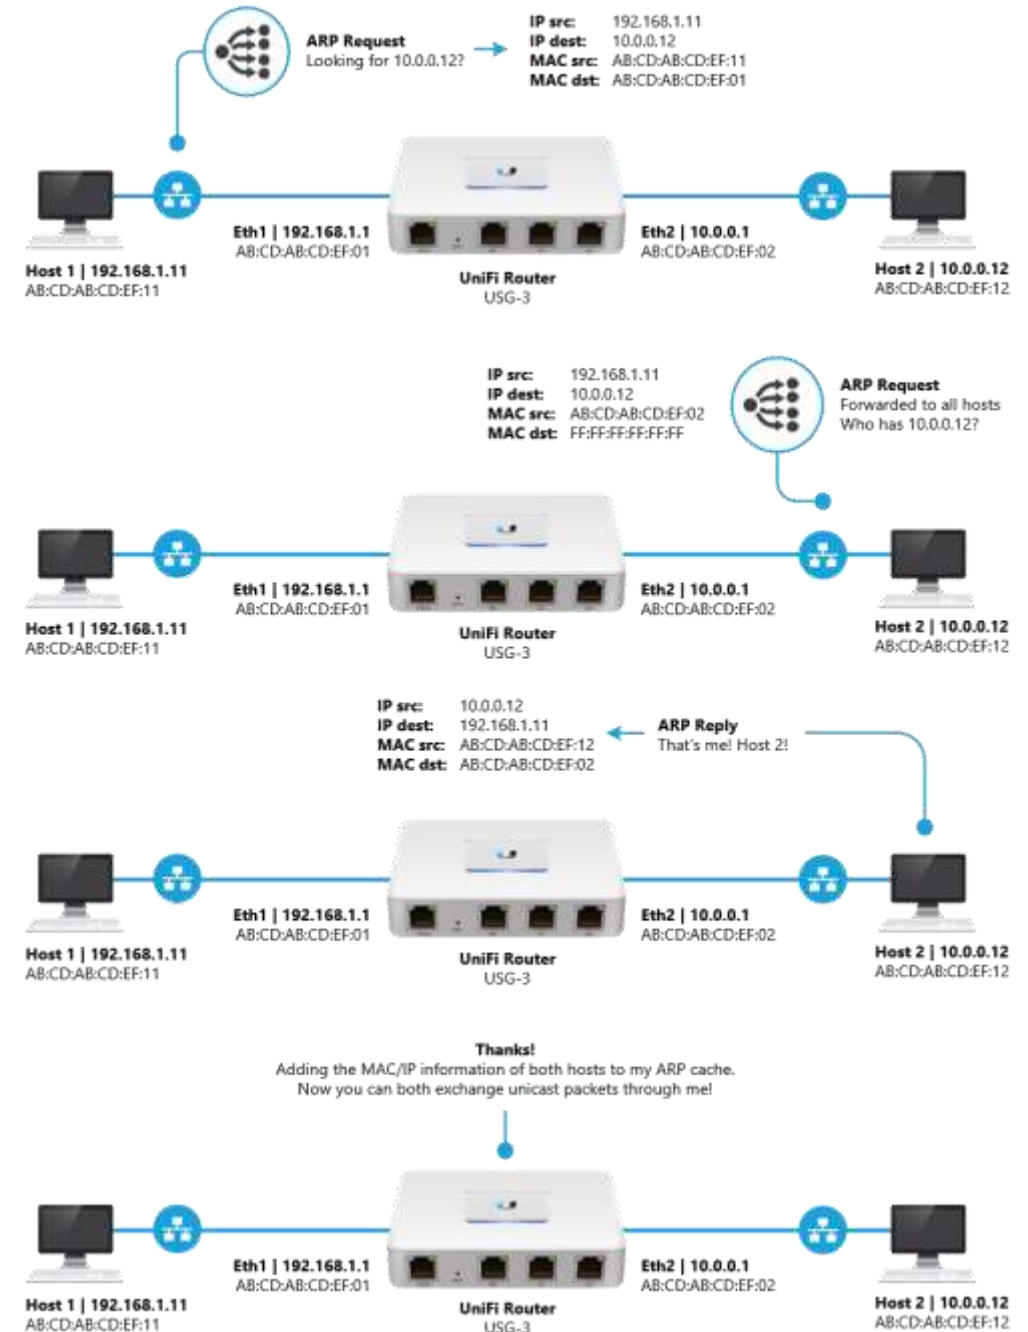 ARP Request
Looking for 10.0.0.12?
IP src: 192.168.1.11
IP dest: 10.0.0.12
MAC src: AB:CD:AB:CD:EF:11
MAC dst: AB:CD:AB:CD:EF:01
Eth1 | 192.168.1.1
AB:CD:AB:CD:EF:01
Eth2 | 10.0.0.1
AB:CD:AB:CD:EF:02
Host 1 | 192.168.1.11
AB:CD:AB:CD:EF:11
UniFi Router
USG-3
Host 2 | 10.0.0.12
AB:CD:AB:CD:EF:12
IP src: 192.168.1.11
IP dest: 10.0.0.12
MAC src: AB:CD:AB:CD:EF:02
MAC dst: FF:FF:FF:FF:FF:FF
ARP Request
Forwarded to all hosts
Who has 10.0.0.12?
Eth1 | 192.168.1.1
AB:CD:AB:CD:EF:01
Eth2 | 10.0.0.1
AB:CD:AB:CD:EF:02
Host 1 | 192.168.1.11
AB:CD:AB:CD:EF:11
UniFi Router
USG-3
Host 2 | 10.0.0.12
AB:CD:AB:CD:EF:12
IP src: 10.0.0.12
IP dest: 192.168.1.11
MAC src: AB:CD:AB:CD:EF:12
MAC dst: AB:CD:AB:CD:EF:02
ARP Reply
That's me! Host 2!
Eth1 | 192.168.1.1
AB:CD:AB:CD:EF:01
Eth2 | 10.0.0.1
AB:CD:AB:CD:EF:02
Host 1 | 192.168.1.11
AB:CD:AB:CD:EF:11
UniFi Router
USG-3
Host 2 | 10.0.0.12
AB:CD:AB:CD:EF:12
Thanks!
Adding the MAC/IP information of both hosts to my ARP cache.
Now you can both exchange unicast packets through me!
Eth1 | 192.168.1.1
AB:CD:AB:CD:EF:01
Eth2 | 10.0.0.1
AB:CD:AB:CD:EF:02
Host 1 | 192.168.1.11
AB:CD:AB:CD:EF:11
UniFi Router
USG-3
Host 2 | 10.0.0.12
AB:CD:AB:CD:EF:12